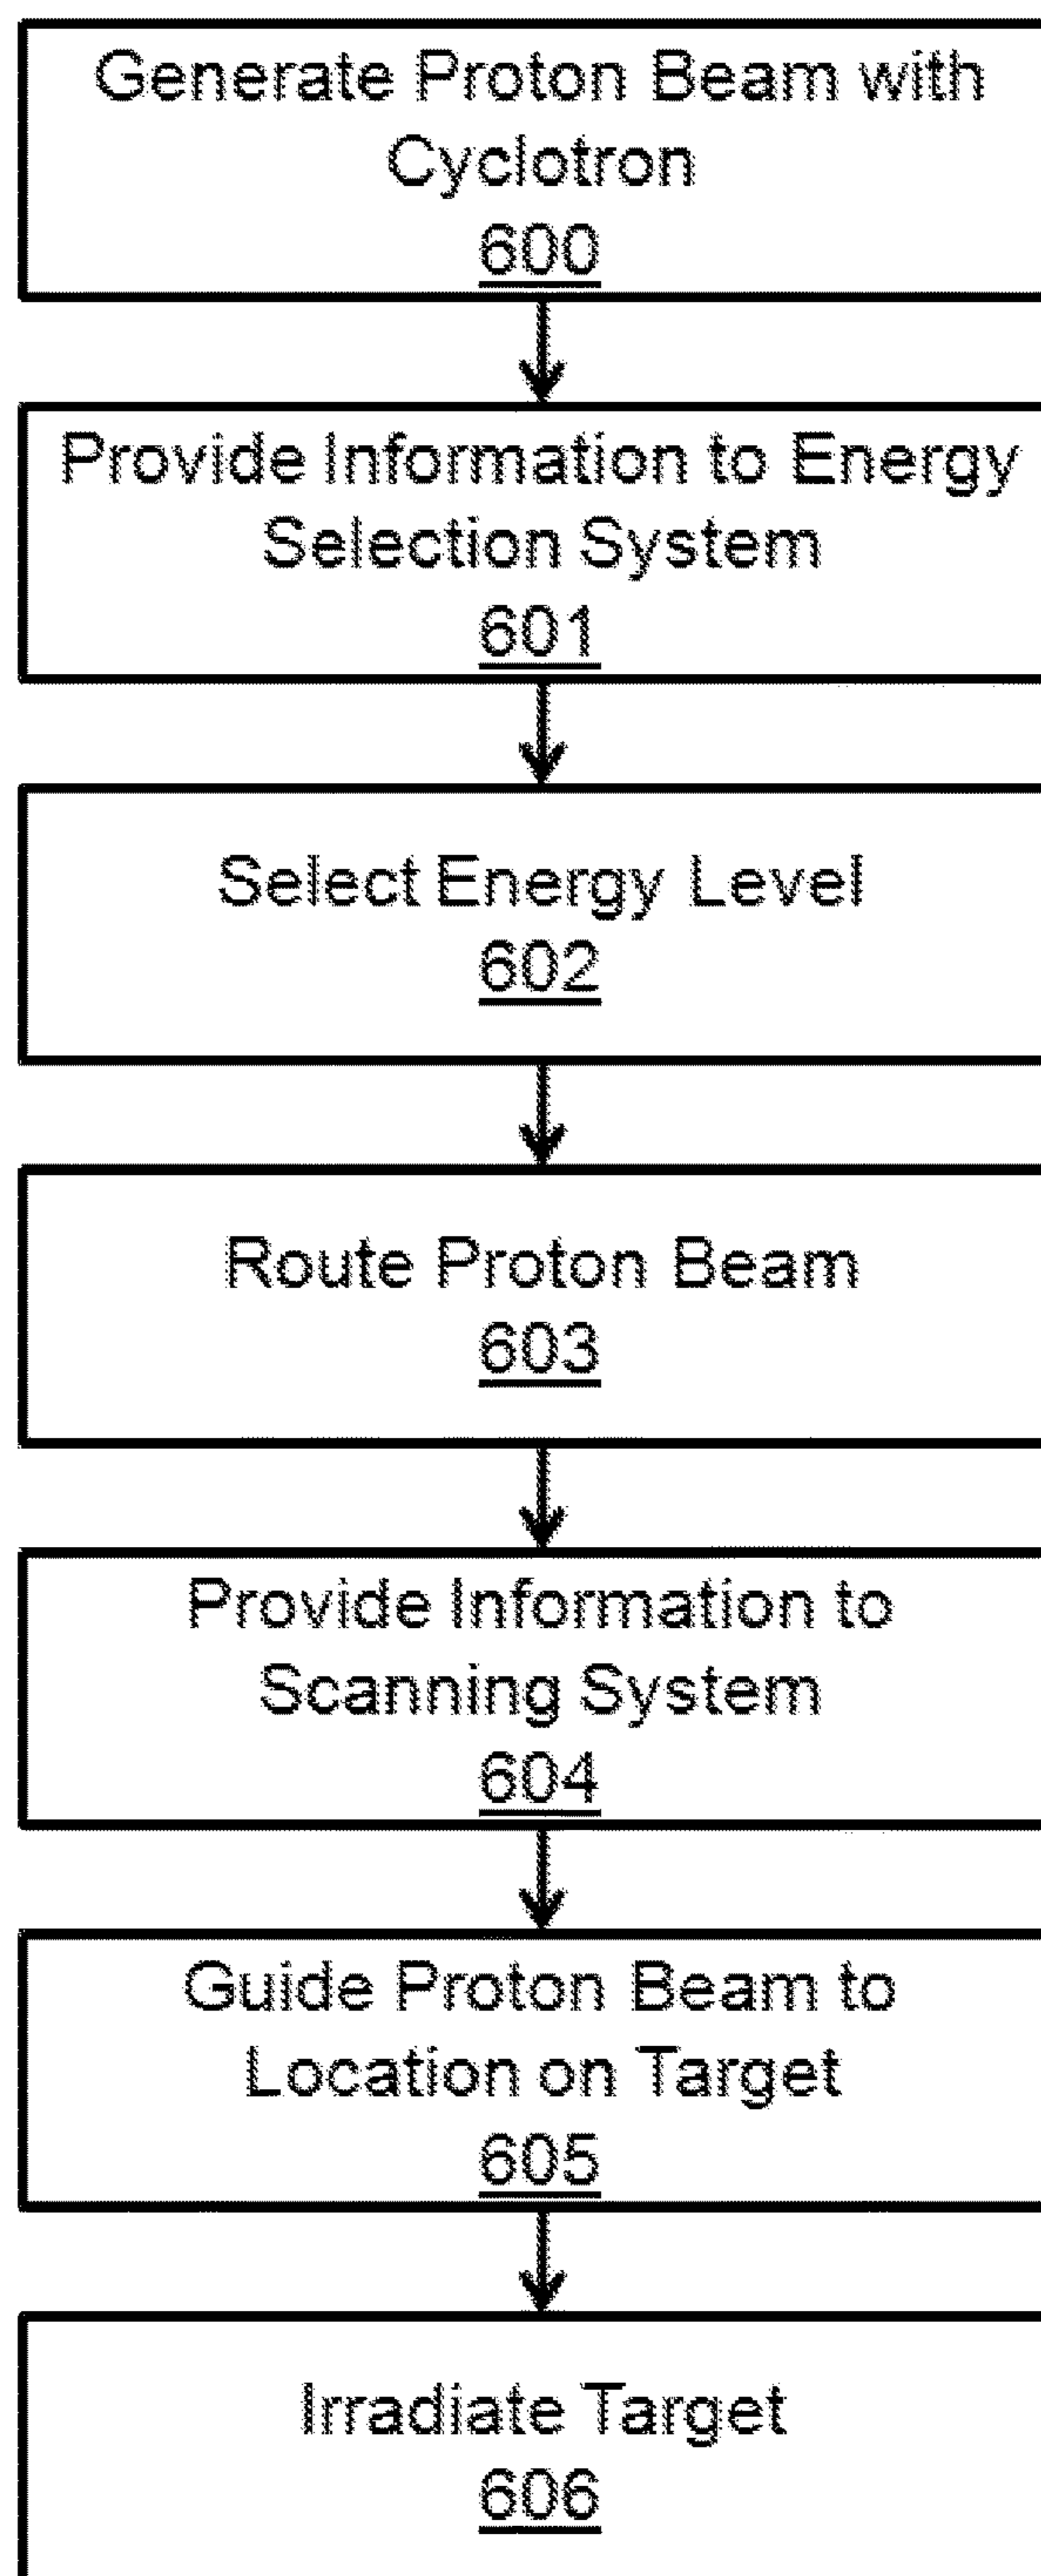 Generate Proton Beam with
Cyclotron
600
Provide Information to Energy
Selection System
601
Select Energy Level
602
Route Proton Beam
603
Provide Information to
Scanning System
604
Guide Proton Beam to
Location on Target
605
Irradiate Target
606